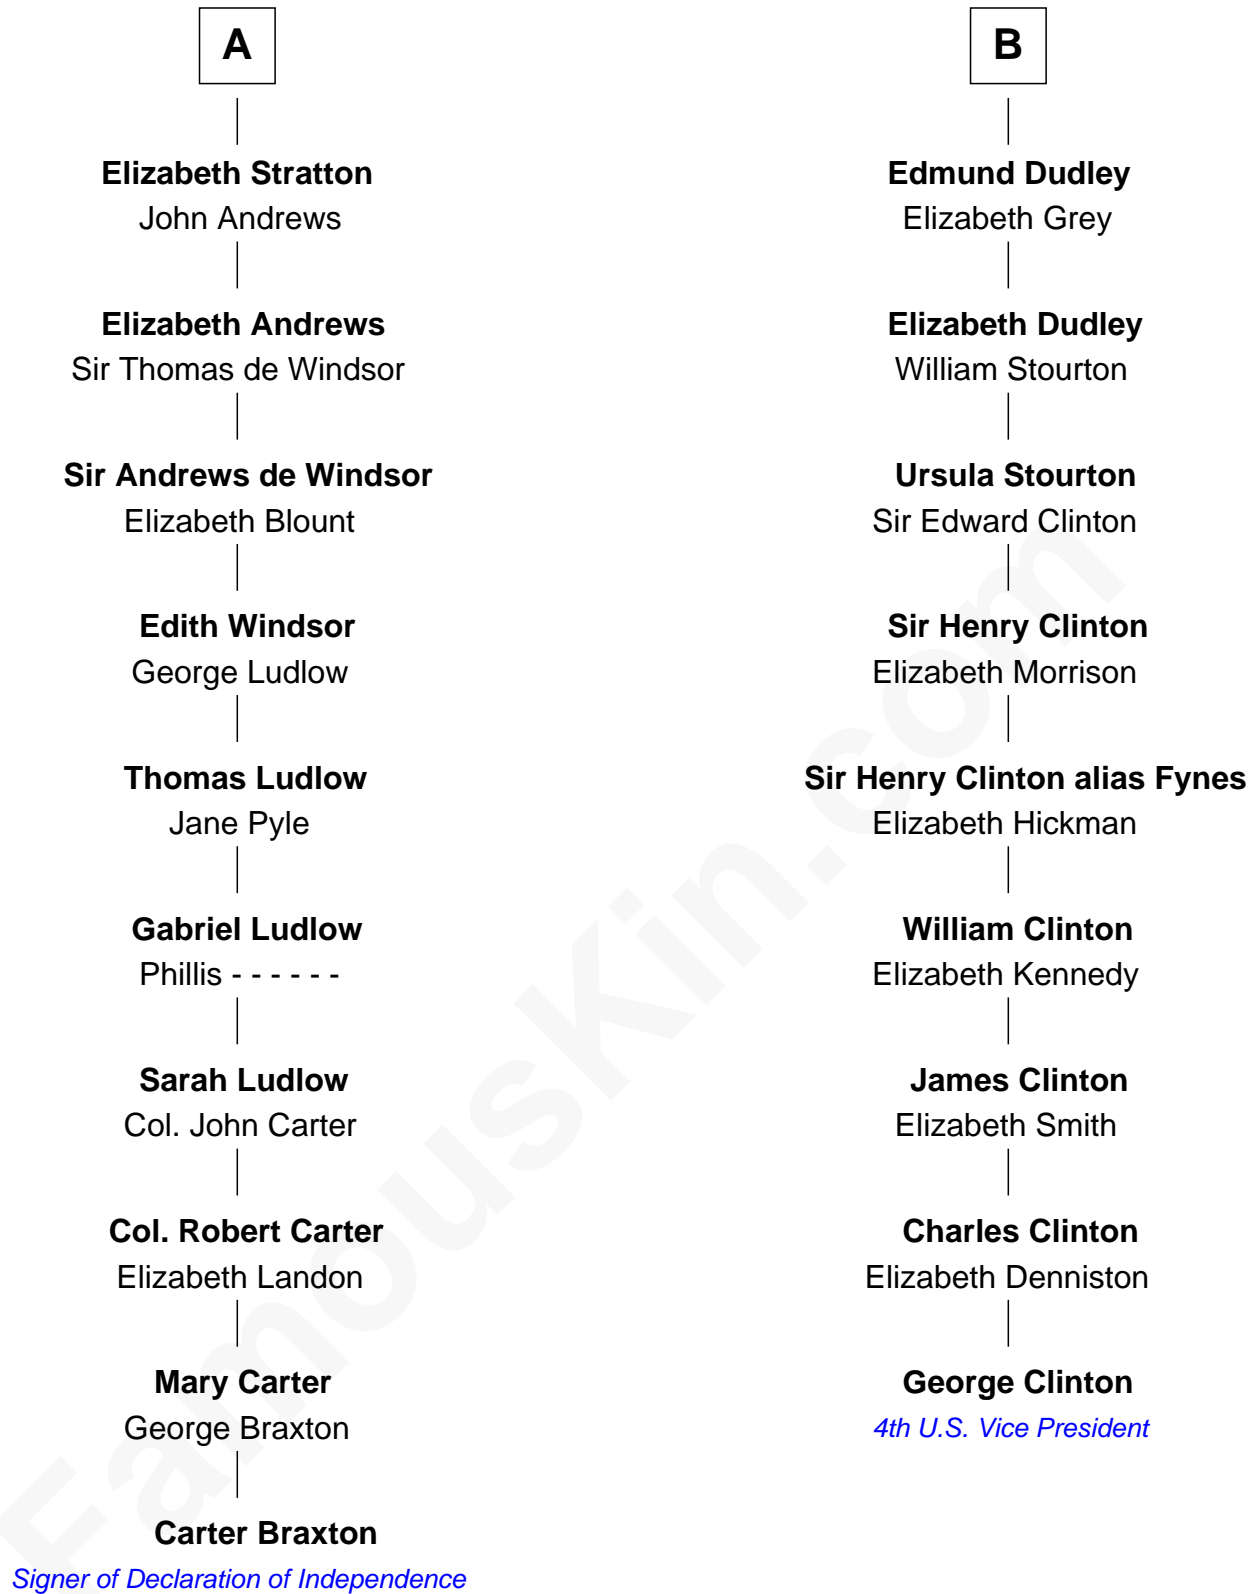 A
Elizabeth Stratton
John Andrews
Elizabeth Andrews
Sir Thomas de Windsor
Sir Andrews de Windsor
Elizabeth Blount
Edith Windsor
George Ludlow
Thomas Ludlow
Jane Pyle
Gabriel Ludlow
Phillis - - - - - -
Sarah Ludlow
Col. John Carter
Col. Robert Carter
Elizabeth Landon
Mary Carter
George Braxton
Carter Braxton
Signer of Declaration of Independence
B
Edmund Dudley
Elizabeth Grey
Elizabeth Dudley
William Stourton
Ursula Stourton
Sir Edward Clinton
Sir Henry Clinton
Elizabeth Morrison
Sir Henry Clinton alias Fynes
Elizabeth Hickman
William Clinton
Elizabeth Kennedy
James Clinton
Elizabeth Smith
Charles Clinton
Elizabeth Denniston
George Clinton
4th U.S. Vice President
FamousKin.com